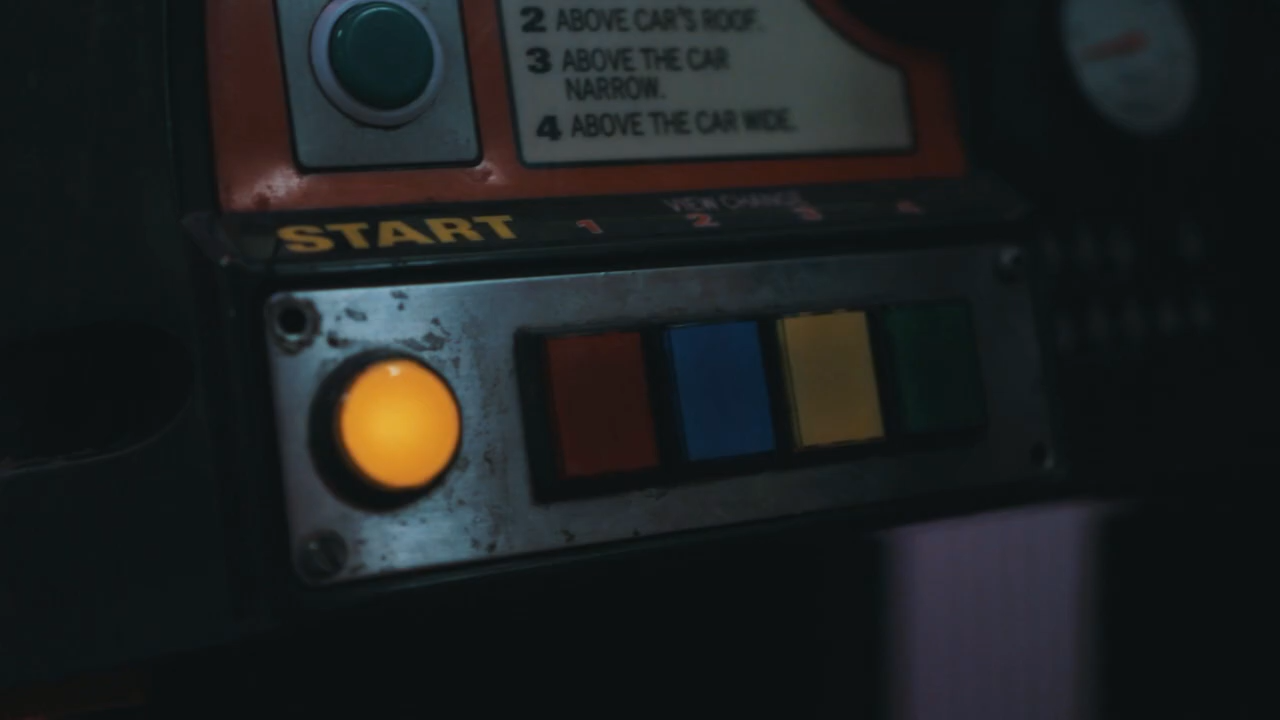 2 ABOVE CAR'S ROOF.
3 ABOVE THE CAR
NARROW.
4 ABOVE THE CAR WIDE.
VIEW CHANGE
START 1 2 3 4